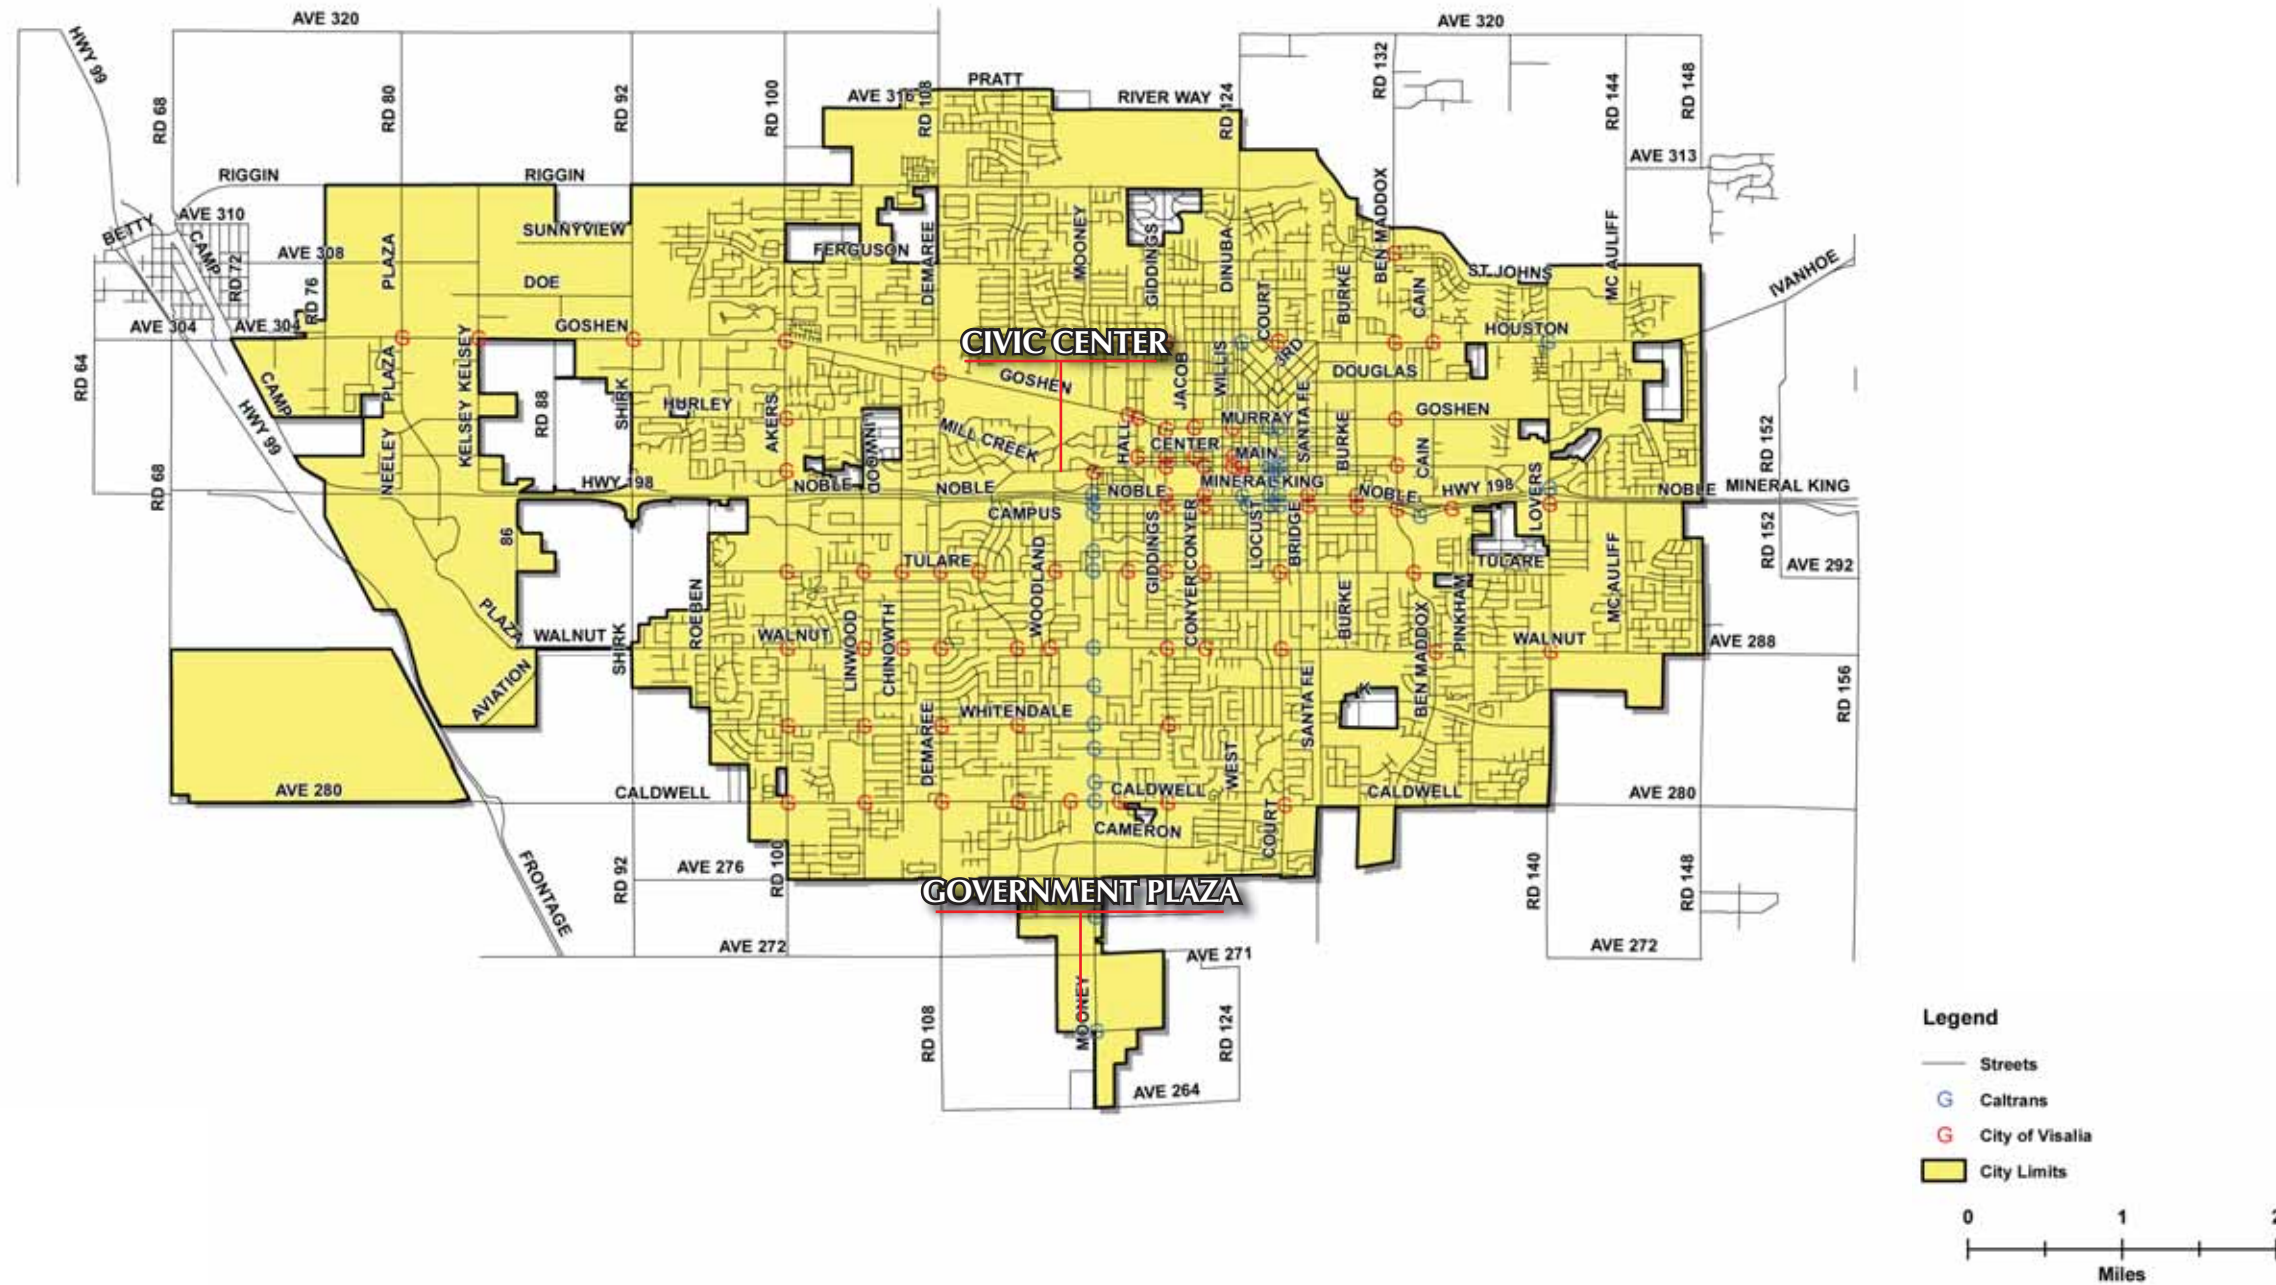 AVE 320
AVE 320
HWY 99
RD 68
RD 80
RD 92
RD 100
AVE 316
RD 108
PRATT
RIVER WAY
RD 124
RD 132
RD 144
RD 148
AVE 313
RIGGIN
RIGGIN
AVE 310
BETTY
CAMP
RD 72
AVE 308
RD 76
PLAZA
SUNNYVIEW
DOE
FERGUSON
DEMAREE
MOONEY
GIDDINGS
DINUBA
COURT
BURKE
BEN MADDOX
CAIN
ST. JOHNS
MC AULIFF
IVANHOE
AVE 304
AVE 304
GOSHEN
HOUSTON
CIVIC CENTER
RD 64
CAMP
HWY 99
PLAZA
KELSEY
KELSEY
RD 88
SHIRK
HURLEY
AKERS
LINWOOD
GOSHEN
MILL CREEK
JACOB
WILLIS
3RD
DOUGLAS
SANTA FE
MURRAY
GOSHEN
HALL
CENTER
MAIN
BURKE
CAIN
RD 152
RD 68
NEELEY
HWY 198
NOBLE
NOBLE
NOBLE
MINERAL KING
NOBLE
HWY 198
LOVERS
NOBLE
MINERAL KING
CAMPUS
86
TULARE
WOODLAND
GIDDINGS
CONYER
CONYER
LOCUST
BRIDGE
TULARE
MC AULIFF
RD 152
AVE 292
PLAZA
WALNUT
SHIRK
ROEBEN
WALNUT
LINWOOD
CHINOWTH
BURKE
BEN MADDOX
PINKHAM
WALNUT
AVE 288
RD 156
AVIATION
WHITENDALE
DEMAREE
WEST
SANTA FE
K
AVE 280
CALDWELL
CALDWELL
CALDWELL
AVE 280
CAMERON
COURT
FRONTAGE
RD 92
AVE 276
RD 100
RD 140
RD 148
GOVERNMENT PLAZA
AVE 272
AVE 271
AVE 272
MOONEY
RD 108
RD 124
AVE 264
Legend
Streets
G Caltrans
G City of Visalia
City Limits
0 1 2
Miles